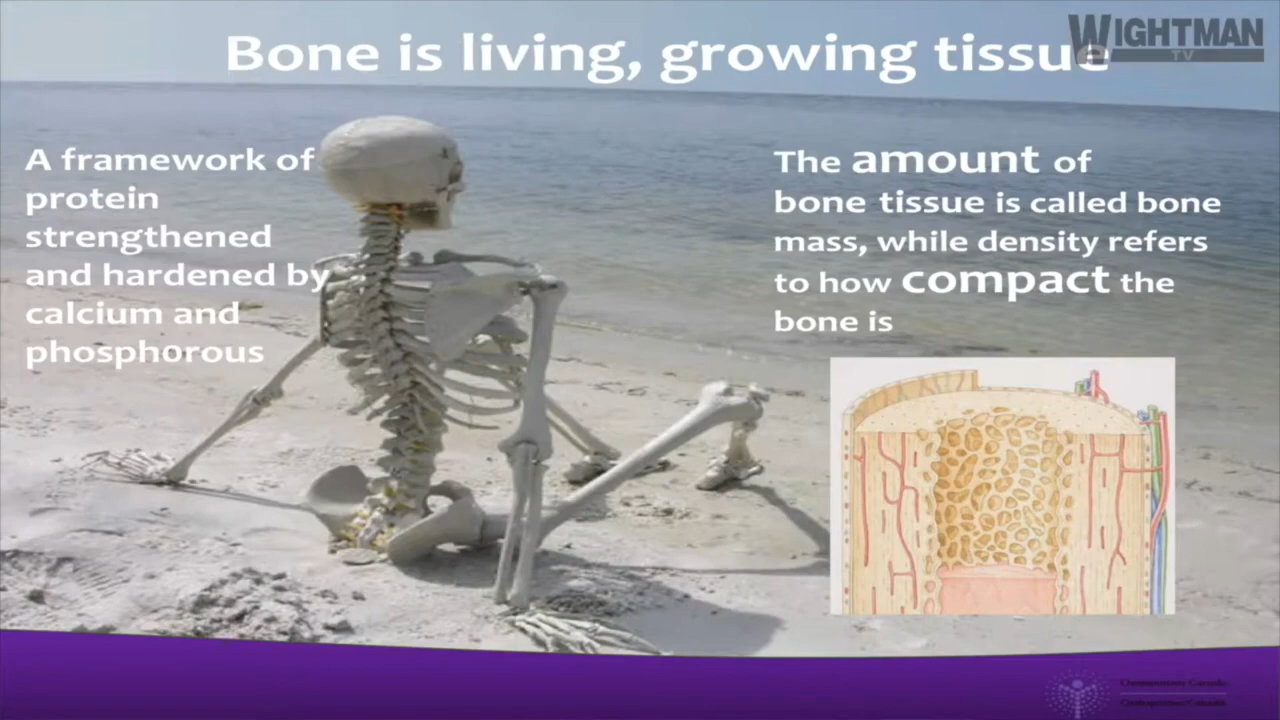 Bone is living, growing tissue
WIGHTMAN
TV
A framework of
protein
strengthened
and hardened by
calcium and
phosphorous
The amount of
bone tissue is called bone
mass, while density refers
to how compact the
bone is